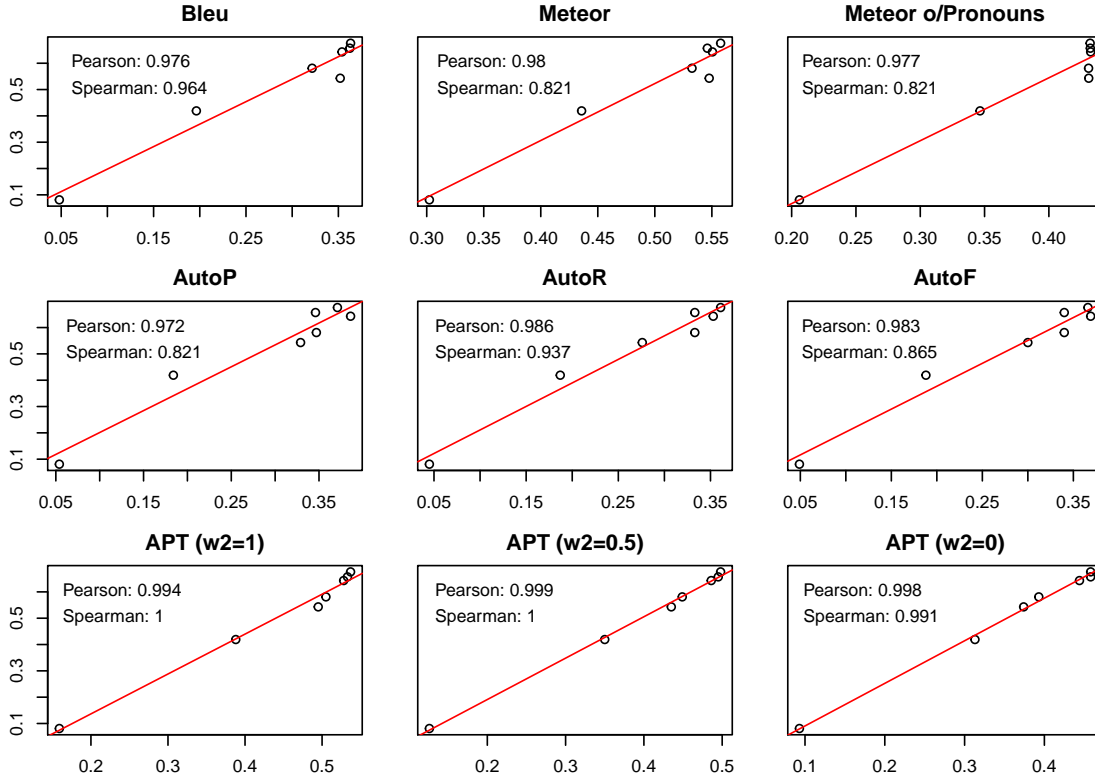 Bleu
Meteor
Meteor o/Pronouns
Pearson: 0.976
Spearman: 0.964
Pearson: 0.98
Spearman: 0.821
Pearson: 0.977
Spearman: 0.821
0.1 0.3 0.5
0.05 0.15 0.25 0.35
0.30 0.35 0.40 0.45 0.50 0.55
0.20 0.30 0.40
AutoP
AutoR
AutoF
Pearson: 0.972
Spearman: 0.821
Pearson: 0.986
Spearman: 0.937
Pearson: 0.983
Spearman: 0.865
0.1 0.3 0.5
0.05 0.15 0.25 0.35
0.05 0.15 0.25 0.35
0.05 0.15 0.25 0.35
APT (w2=1)
APT (w2=0.5)
APT (w2=0)
Pearson: 0.994
Spearman: 1
Pearson: 0.999
Spearman: 1
Pearson: 0.998
Spearman: 0.991
0.1 0.3 0.5
0.2 0.3 0.4 0.5
0.2 0.3 0.4 0.5
0.1 0.2 0.3 0.4